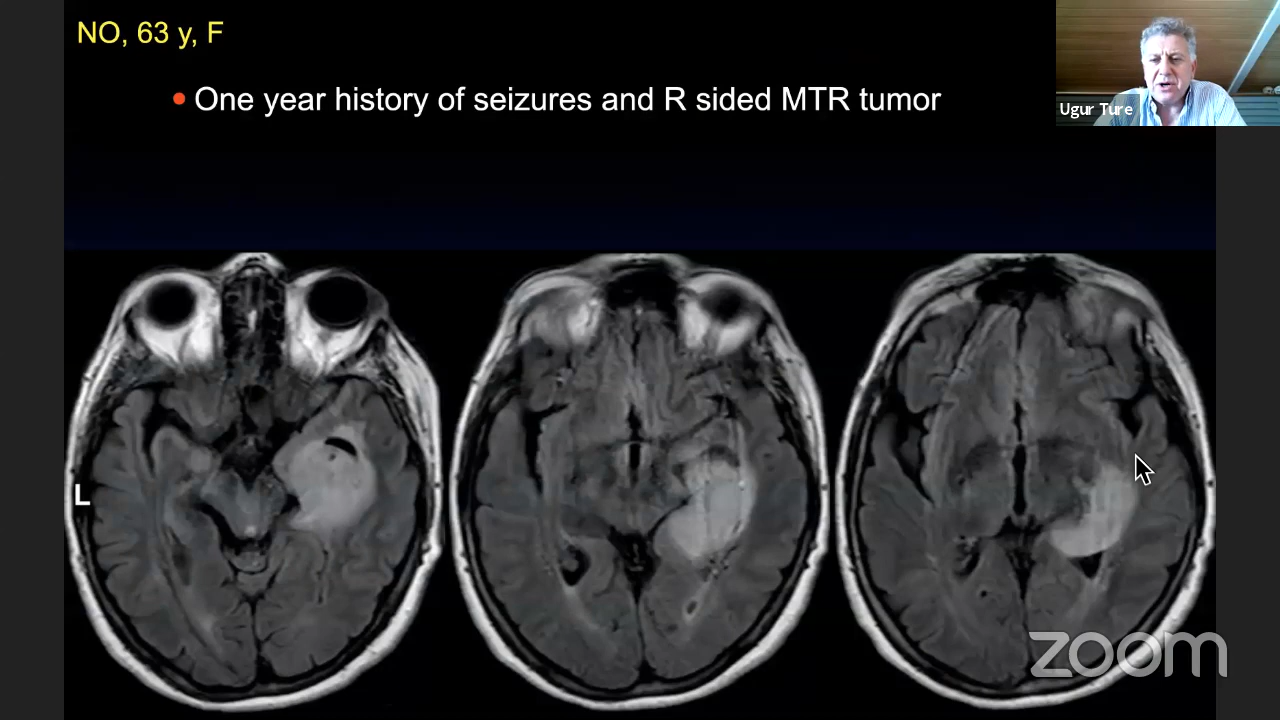 NO, 63 y, F
• One year history of seizures and R sided MTR tumor
Ugur Ture
L
zoom